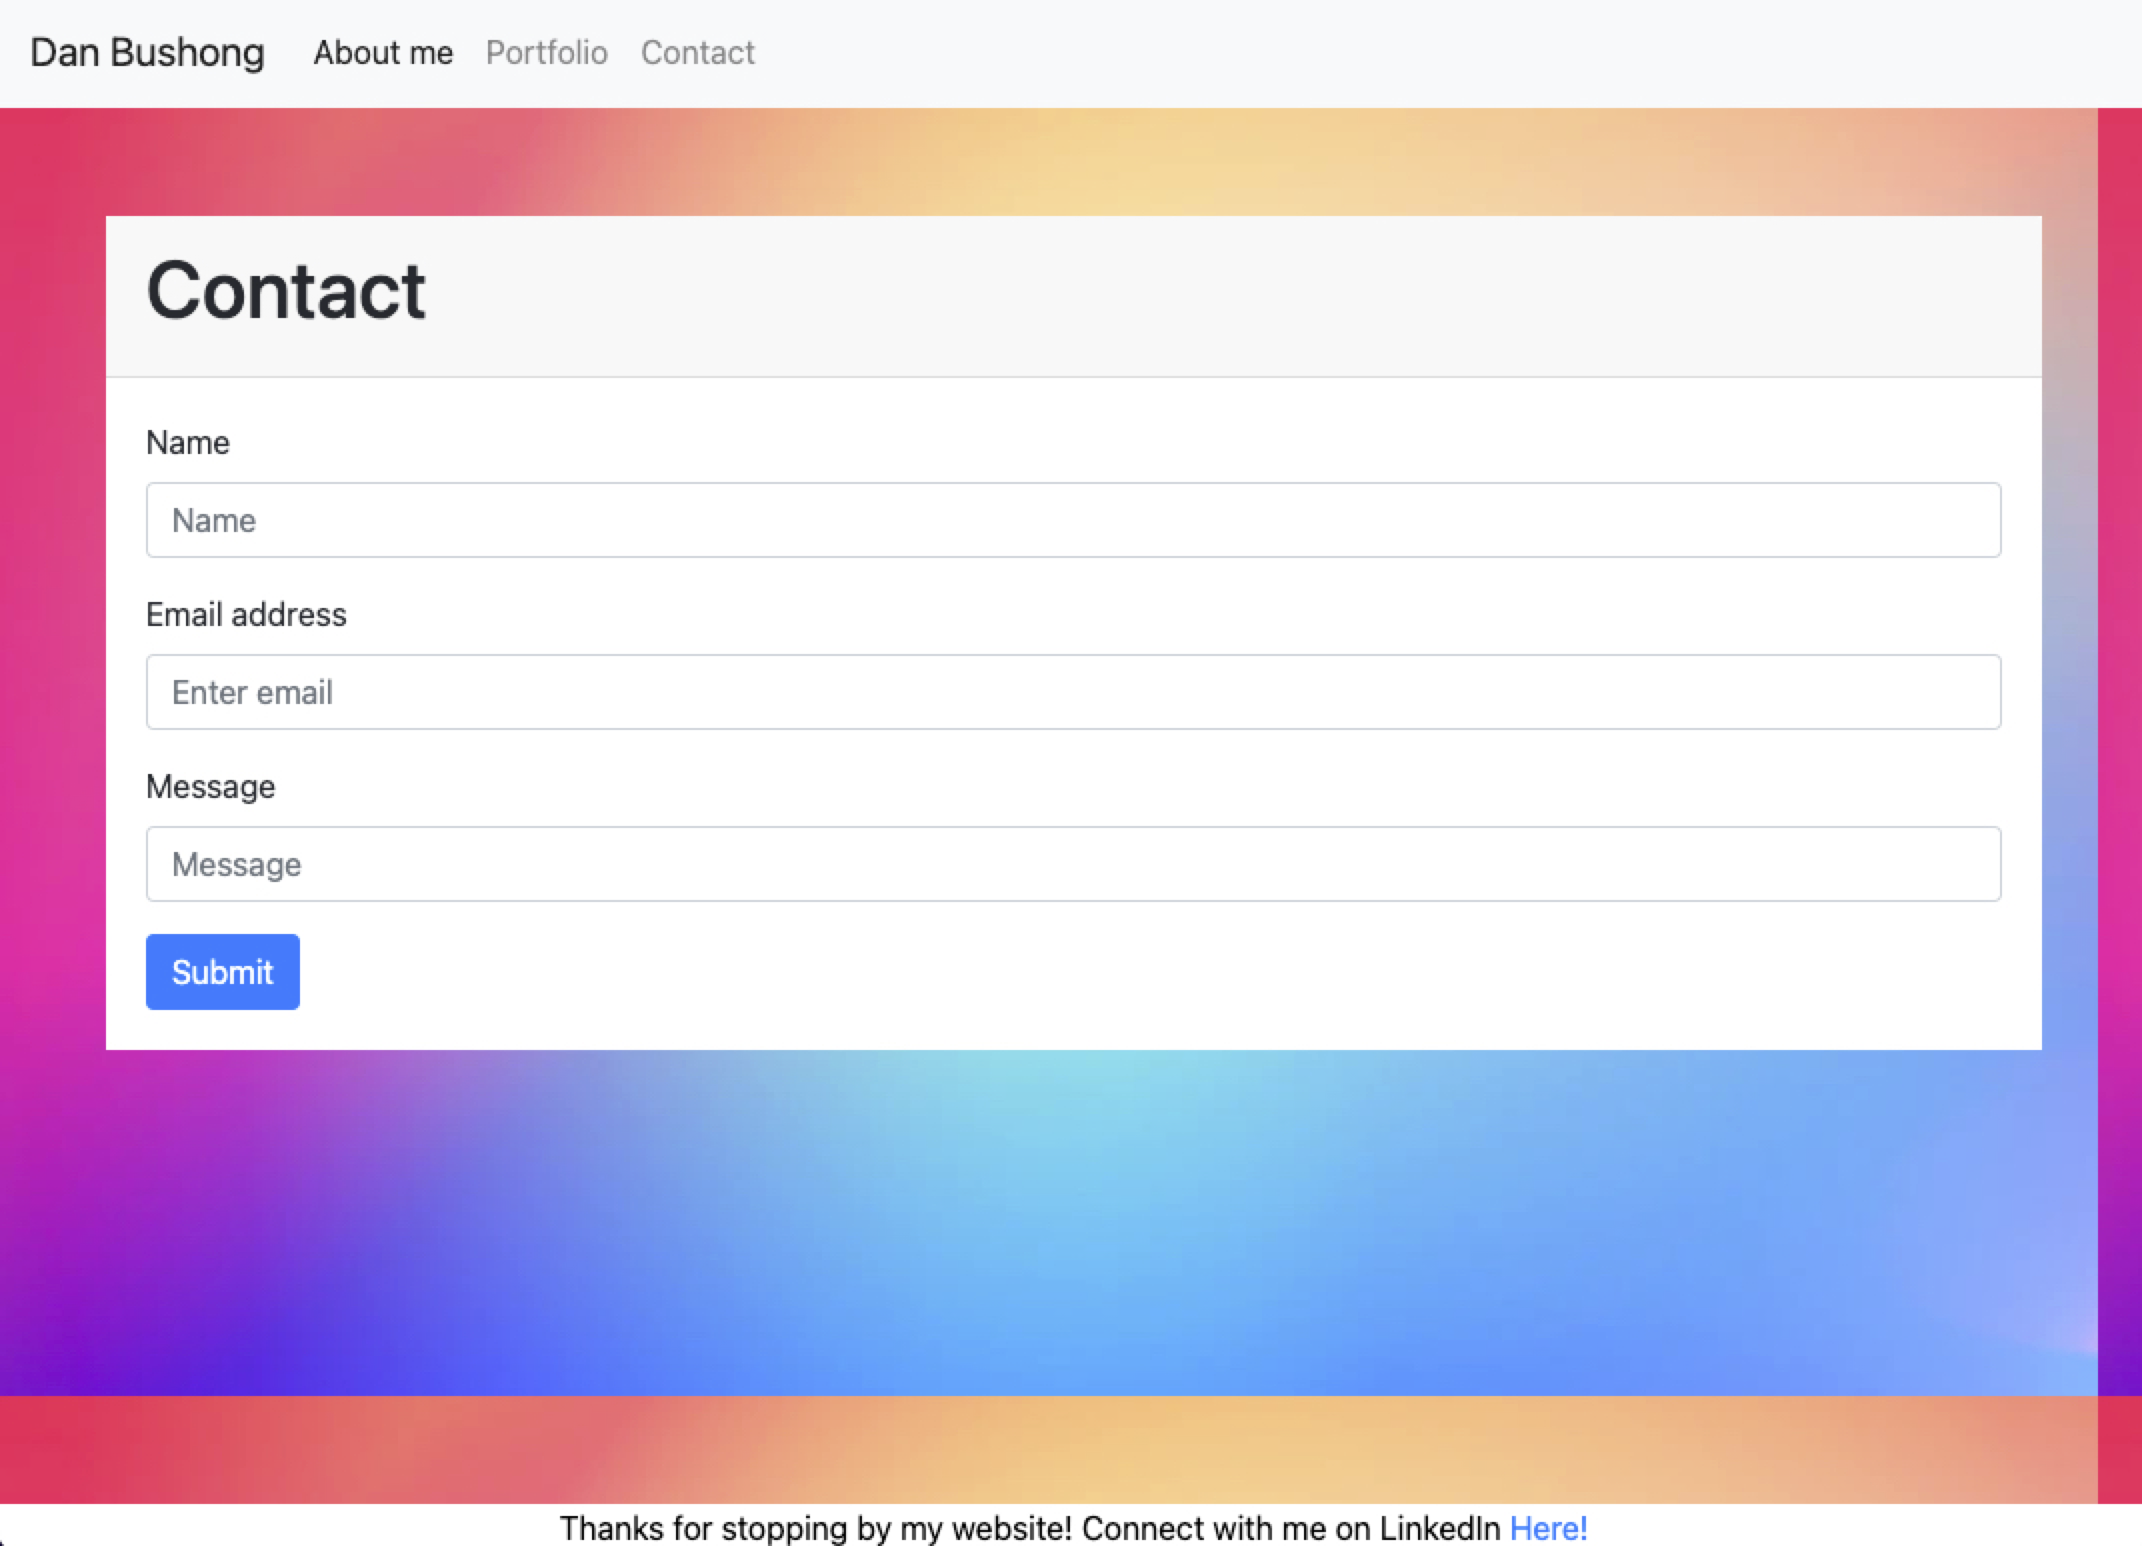 Dan Bushong About me Portfolio Contact
Contact
Name
Name
Email address
Enter email
Message
Message
Submit
Thanks for stopping by my website! Connect with me on LinkedIn Here!